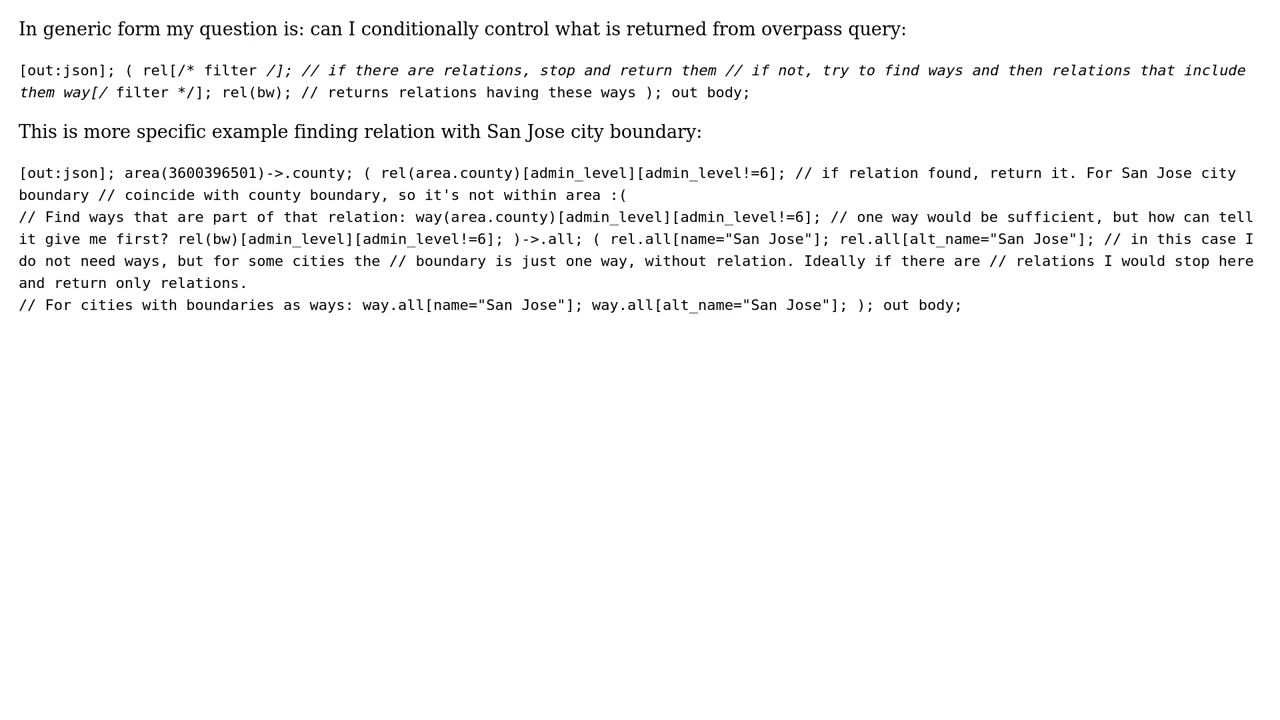 In generic form my question is: can I conditionally control what is returned from overpass query:
[out:json]; ( rel[/* filter /]; // if there are relations, stop and return them // if not, try to find ways and then relations that include
them way[/ filter */]; rel(bw); // returns relations having these ways ); out body;
This is more specific example finding relation with San Jose city boundary:
[out:json]; area(3600396501)->.county; ( rel(area.county)[admin_level][admin_level!=6]; // if relation found, return it. For San Jose city
boundary // coincide with county boundary, so it's not within area :(
// Find ways that are part of that relation: way(area.county)[admin_level][admin_level!=6]; // one way would be sufficient, but how can tell
it give me first? rel(bw)[admin_level][admin_level!=6]; )->.all; ( rel.all[name="San Jose"]; rel.all[alt_name="San Jose"]; // in this case I
do not need ways, but for some cities the // boundary is just one way, without relation. Ideally if there are // relations I would stop here
and return only relations.
// For cities with boundaries as ways: way.all[name="San Jose"]; way.all[alt_name="San Jose"]; ); out body;